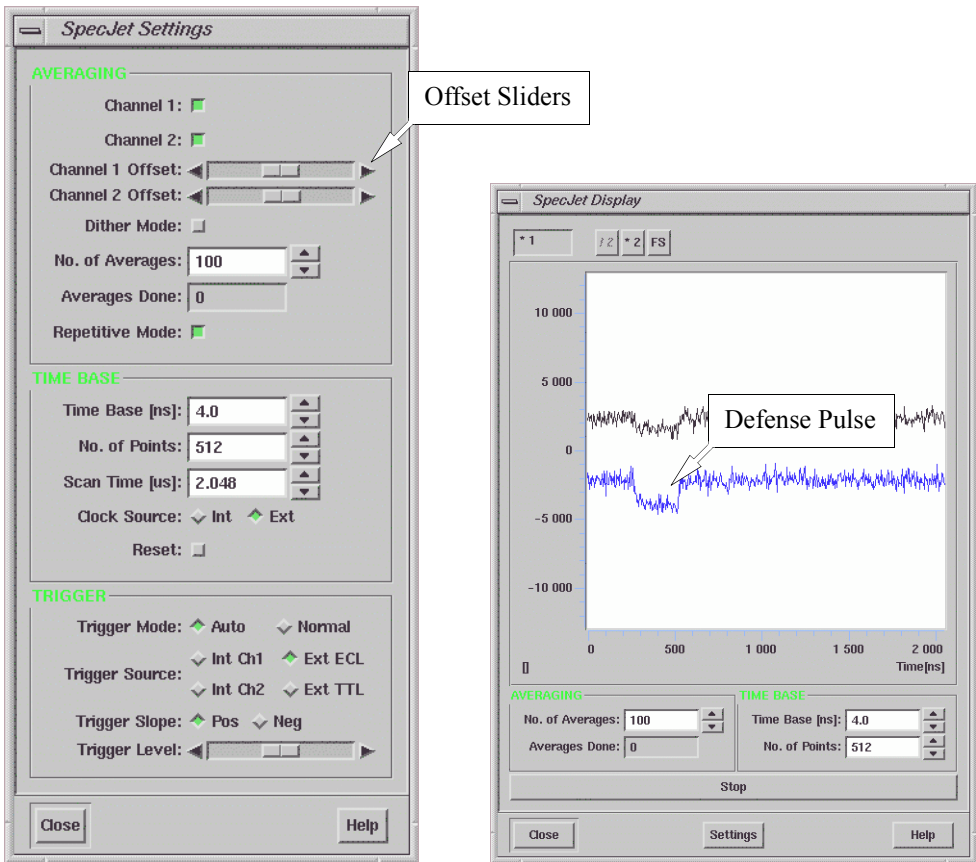 SpecJet Settings
AVERAGING
Channel 1:
Channel 2:
Channel 1 Offset:
Channel 2 Offset:
Dither Mode:
No. of Averages: 100
Averages Done: 0
Repetitive Mode:
TIME BASE
Time Base [ns]: 4.0
No. of Points: 512
Scan Time [us]: 2.048
Clock Source: Int Ext
Reset:
TRIGGER
Trigger Mode: Auto Normal
Trigger Source: Int Ch1 Ext ECL
Int Ch2 Ext TTL
Trigger Slope: Pos Neg
Trigger Level:
Close Help
Offset Sliders
SpecJet Display
* 1 / 2 * 2 FS
10 000
5 000
0
-5 000
-10 000
Defense Pulse
0 500 1 000 1 500 2 000
[] Time[ns]
AVERAGING
No. of Averages: 100
Averages Done: 0
TIME BASE
Time Base [ns]: 4.0
No. of Points: 512
Stop
Close Settings Help